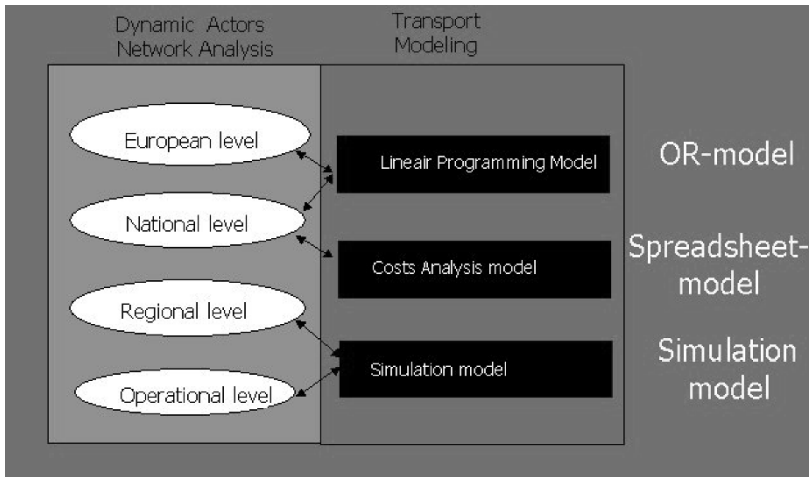 Dynamic Actors
Network Analysis
Transport
Modeling
European level
National level
Regional level
Operational level
Lineair Programming Model
Costs Analysis model
Simulation model
OR-model
Spreadsheet-
model
Simulation
model